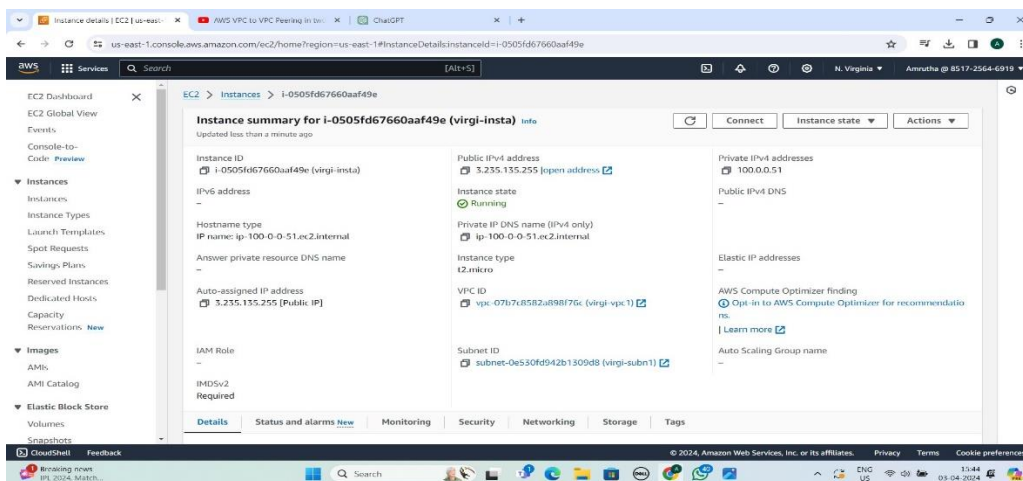 Instance details | EC2 | us-east-
AWS VPC to VPC Peering in two
ChatGPT
us-east-1.console.aws.amazon.com/ec2/home?region=us-east-1#InstanceDetails:instanceId=i-0505fd67660aaf49e
aws Services Search [Alt+S] N. Virginia Amrutha @ 8517-2564-6919
EC2 Dashboard
EC2 Global View
Events
Console-to-
Code Preview
Instances
Instances
Instance Types
Launch Templates
Spot Requests
Savings Plans
Reserved Instances
Dedicated Hosts
Capacity
Reservations New
Images
AMIs
AMI Catalog
Elastic Block Store
Volumes
Snapshots
EC2 > Instances > i-0505fd67660aaf49e
Instance summary for i-0505fd67660aaf49e (virgi-insta) Info
Updated less than a minute ago
Connect Instance state Actions
Instance ID
i-0505fd67660aaf49e (virgi-insta)
Public IPv4 address
3.235.135.255 |open address
Private IPv4 addresses
100.0.0.51
IPv6 address
–
Instance state
Running
Public IPv4 DNS
–
Hostname type
IP name: ip-100-0-0-51.ec2.internal
Private IP DNS name (IPv4 only)
ip-100-0-0-51.ec2.internal
Answer private resource DNS name
–
Instance type
t2.micro
Elastic IP addresses
–
Auto-assigned IP address
3.235.135.255 [Public IP]
VPC ID
vpc-07b7c8582a898f76c (virgi-vpc1)
AWS Compute Optimizer finding
Opt-in to AWS Compute Optimizer for recommendatio
ns.
| Learn more
IAM Role
–
Subnet ID
subnet-0e530fd942b1309d8 (virgi-subn1)
Auto Scaling Group name
–
IMDSv2
Required
Details Status and alarms New Monitoring Security Networking Storage Tags
CloudShell Feedback © 2024, Amazon Web Services, Inc. or its affiliates. Privacy Terms Cookie preferences
Breaking news
IPL 2024, Match...
Search
ENG
US
15:44
03-04-2024